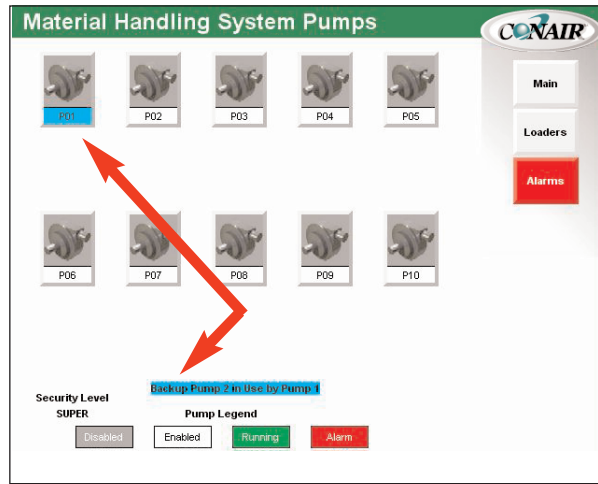 Material Handling System Pumps
CONAIR
P01 P02 P03 P04 P05
Main
Loaders
Alarms
P06 P07 P08 P09 P10
Backup Pump 2 in Use by Pump 1
Security Level
SUPER
Pump Legend
Disabled Enabled Running Alarm